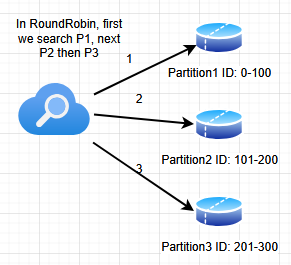 In RoundRobin, first
we search P1, next
P2 then P3
1
Partition1 ID: 0-100
2
Partition2 ID: 101-200
3
Partition3 ID: 201-300